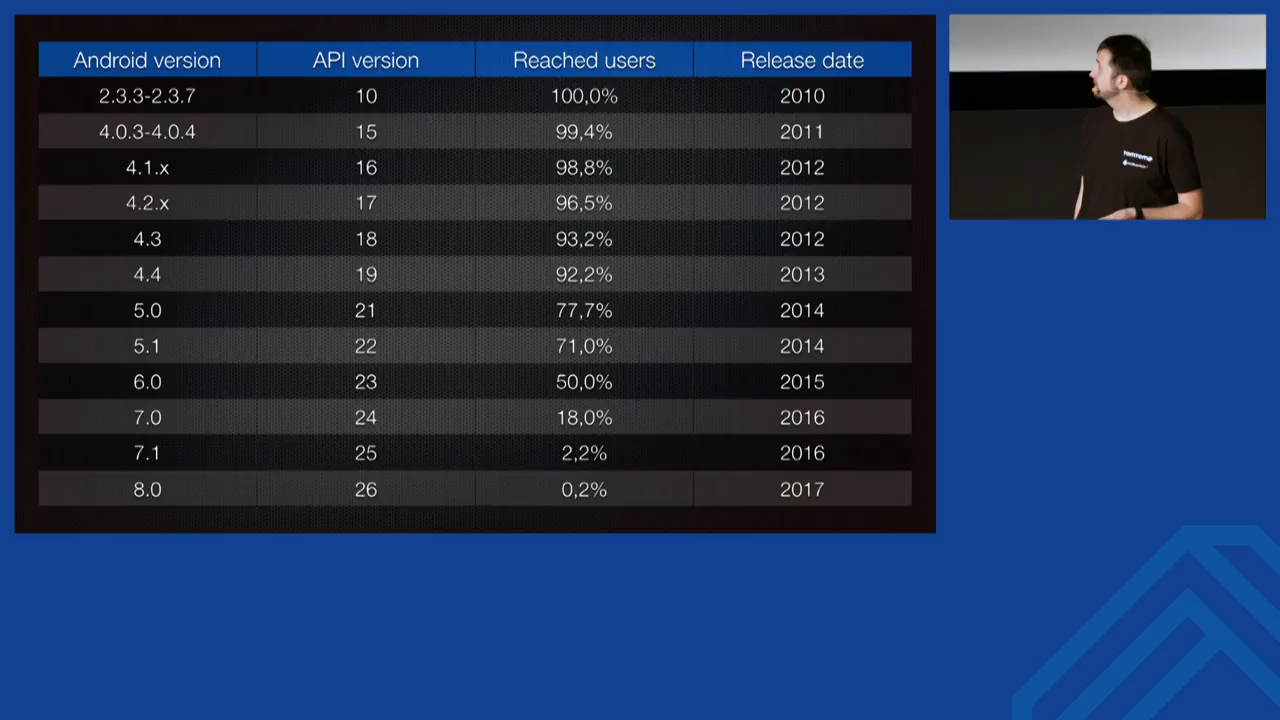 Android version API version Reached users Release date
2.3.3-2.3.7 10 100,0% 2010
4.0.3-4.0.4 15 99,4% 2011
4.1.x 16 98,8% 2012
4.2.x 17 96,5% 2012
4.3 18 93,2% 2012
4.4 19 92,2% 2013
5.0 21 77,7% 2014
5.1 22 71,0% 2014
6.0 23 50,0% 2015
7.0 24 18,0% 2016
7.1 25 2,2% 2016
8.0 26 0,2% 2017